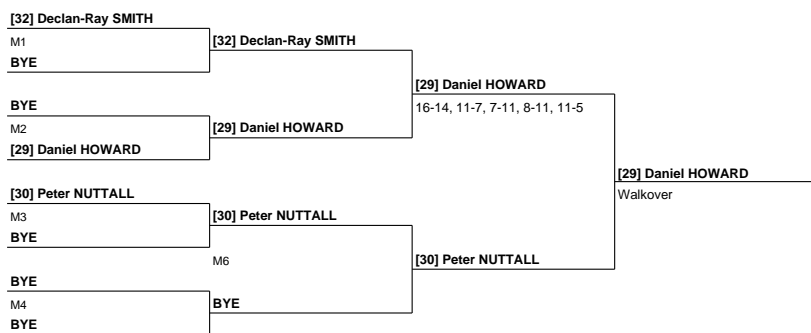 [32] Declan-Ray SMITH
M1
[32] Declan-Ray SMITH
BYE
[29] Daniel HOWARD
BYE
16-14, 11-7, 7-11, 8-11, 11-5
M2
[29] Daniel HOWARD
[29] Daniel HOWARD
[29] Daniel HOWARD
[30] Peter NUTTALL
Walkover
M3
[30] Peter NUTTALL
BYE
M6
[30] Peter NUTTALL
BYE
M4
BYE
BYE